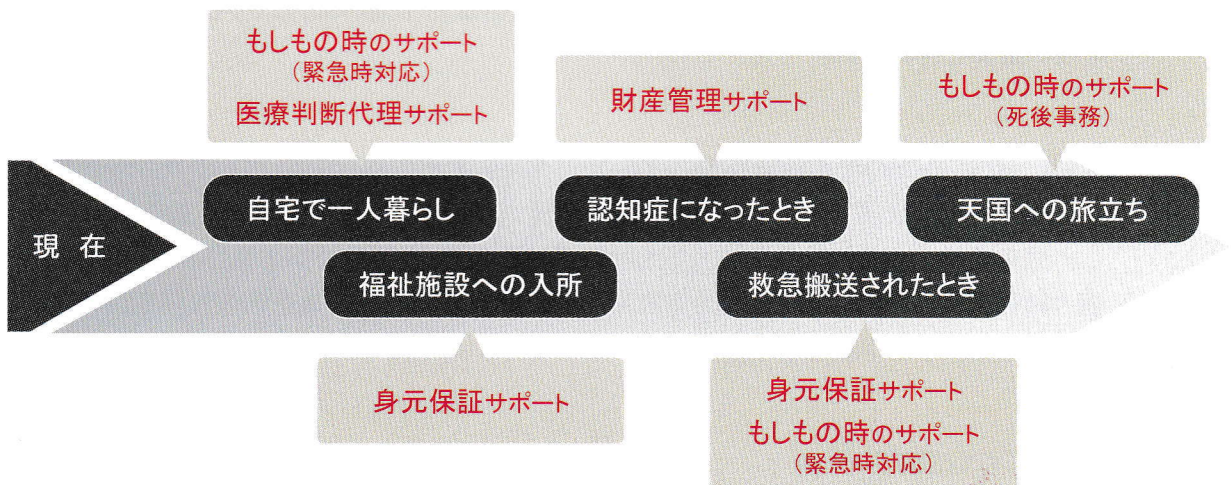 もしもの時のサポート
（緊急時対応）
医療判断代理サポート
財産管理サポート
もしもの時のサポート
（死後事務）
現 在
自宅で一人暮らし
認知症になったとき
天国への旅立ち
福祉施設への入所
救急搬送されたとき
身元保証サポート
身元保証サポート
もしもの時のサポート
（緊急時対応）